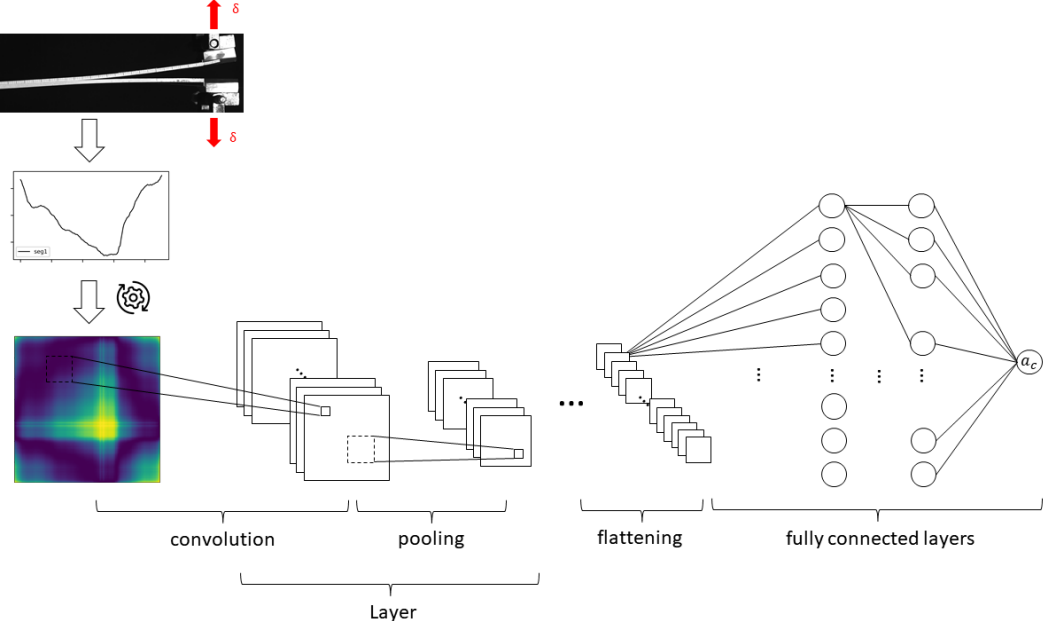 δ
δ
seg1
a_c
convolution
pooling
flattening
fully connected layers
Layer